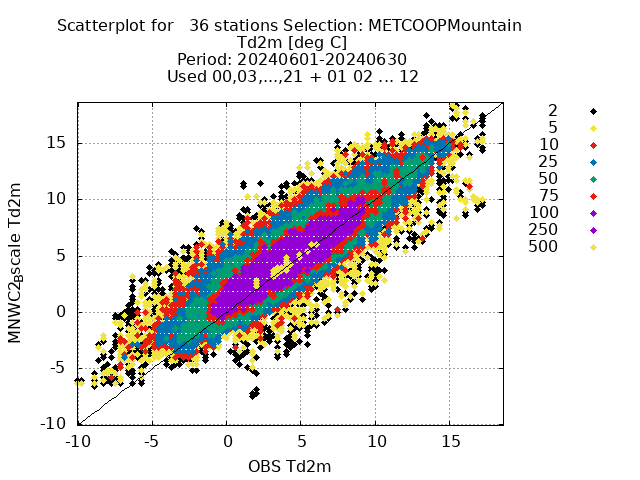 Scatterplot for   36 stations Selection: METCOOPMountain
Td2m [deg C]
Period: 20240601-20240630
Used 00,03,...,21 + 01 02 ... 12
2
5
10
25
50
75
100
250
500
15
10
5
0
-5
-10
MNWC2gscale Td2m
-10 -5 0 5 10 15
OBS Td2m